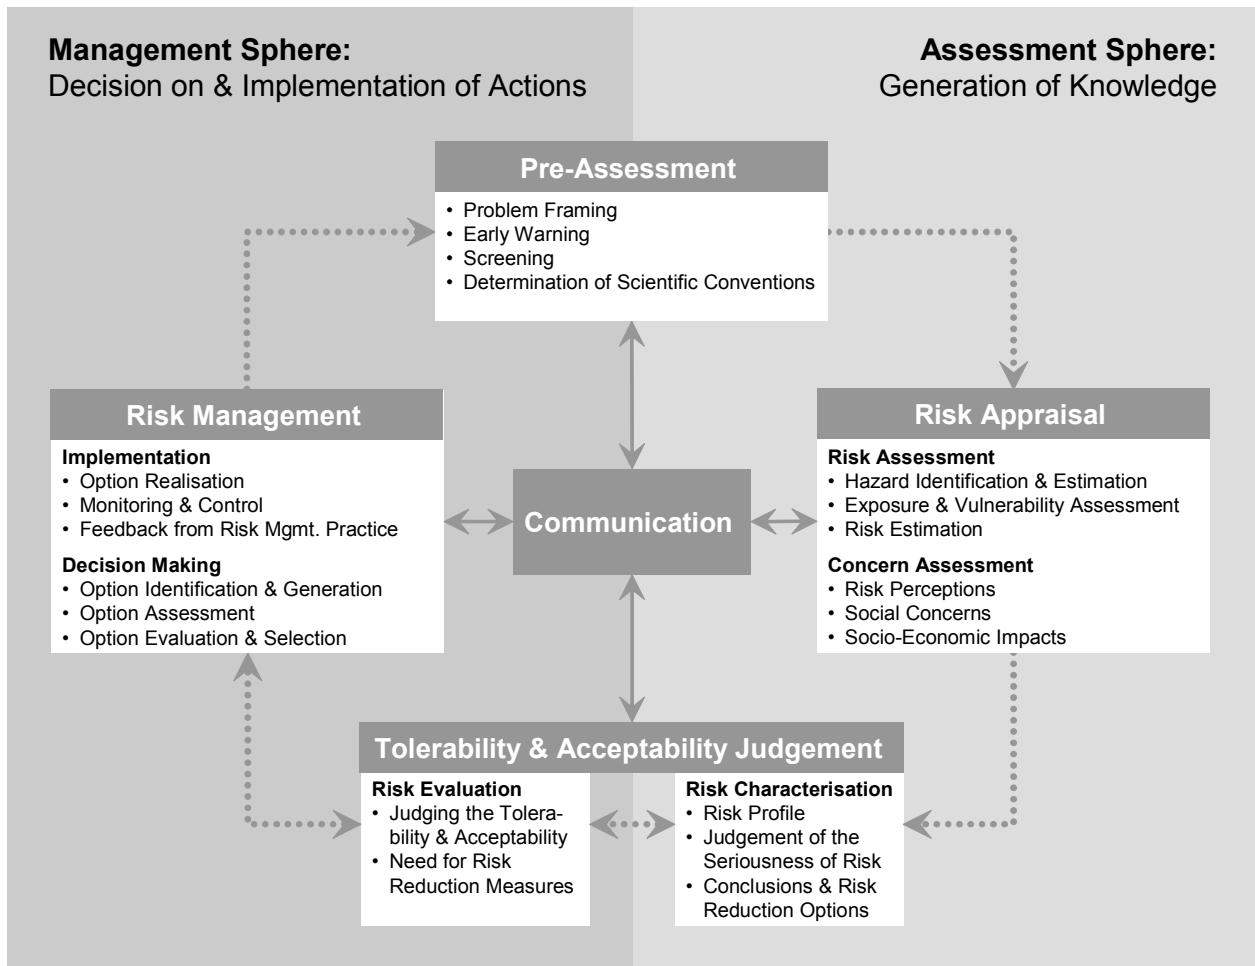 Management Sphere:
Decision on & Implementation of Actions
Assessment Sphere:
Generation of Knowledge
Pre-Assessment
• Problem Framing
• Early Warning
• Screening
• Determination of Scientific Conventions
Risk Management
Implementation
• Option Realisation
• Monitoring & Control
• Feedback from Risk Mgmt. Practice
Decision Making
• Option Identification & Generation
• Option Assessment
• Option Evaluation & Selection
Communication
Risk Appraisal
Risk Assessment
• Hazard Identification & Estimation
• Exposure & Vulnerability Assessment
• Risk Estimation
Concern Assessment
• Risk Perceptions
• Social Concerns
• Socio-Economic Impacts
Tolerability & Acceptability Judgement
Risk Evaluation
• Judging the Tolera-
bility & Acceptability
• Need for Risk
Reduction Measures
Risk Characterisation
• Risk Profile
• Judgement of the
Seriousness of Risk
• Conclusions & Risk
Reduction Options